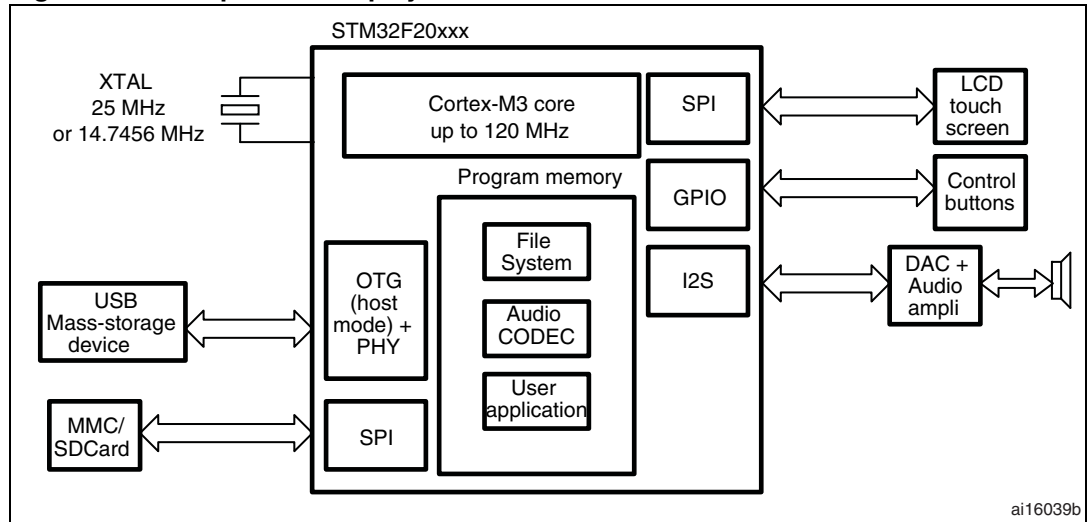 STM32F20xxx
XTAL
25 MHz
or 14.7456 MHz
Cortex-M3 core
up to 120 MHz
SPI
LCD
touch
screen
Program memory
GPIO
Control
buttons
File
System
OTG
(host
mode) +
PHY
I2S
DAC +
Audio
ampli
USB
Mass-storage
device
Audio
CODEC
User
application
MMC/
SDCard
SPI
ai16039b